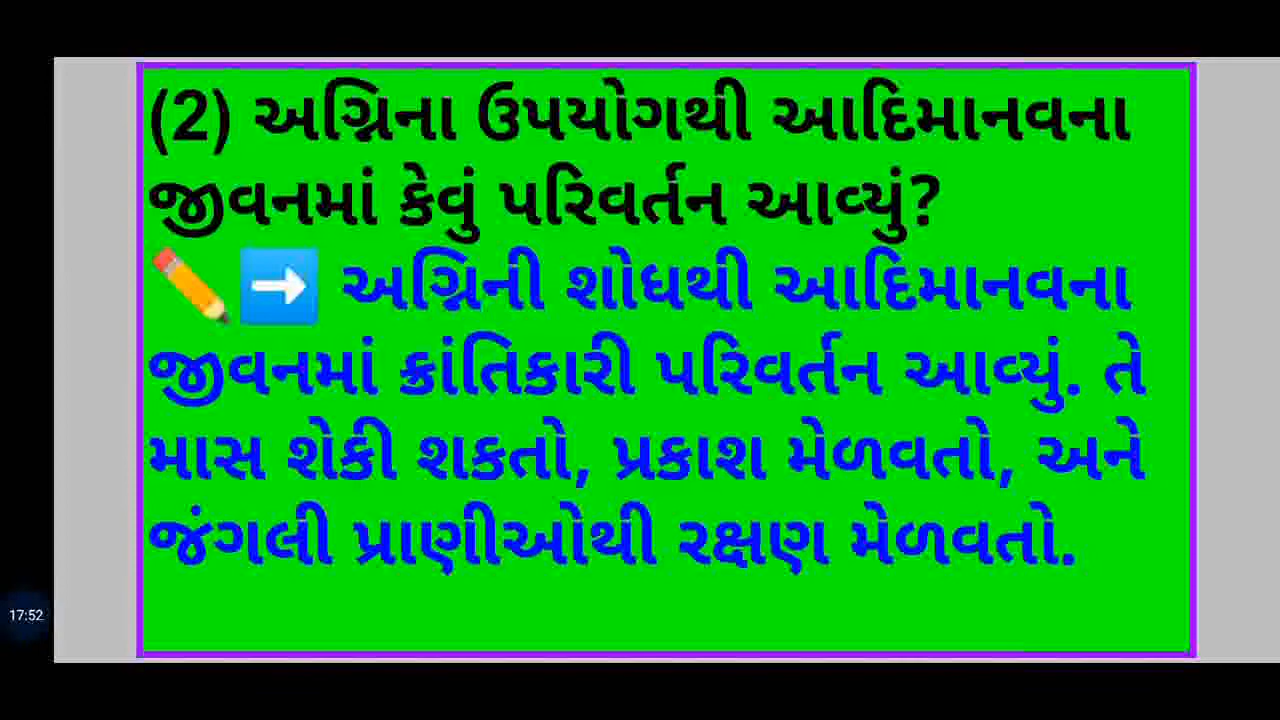 (2) અગ્નિના ઉપયોગથી આદિમાનવના
જીવનમાં કેવું પરિવર્તન આવ્યું?
✏️➡️ અગ્નિની શોધથી આદિમાનવના
જીવનમાં ક્રાંતિકારી પરિવર્તન આવ્યું. તે
માસ શેકી શકતો, પ્રકાશ મેળવતો, અને
જંગલી પ્રાણીઓથી રક્ષણ મેળવતો.
17:52